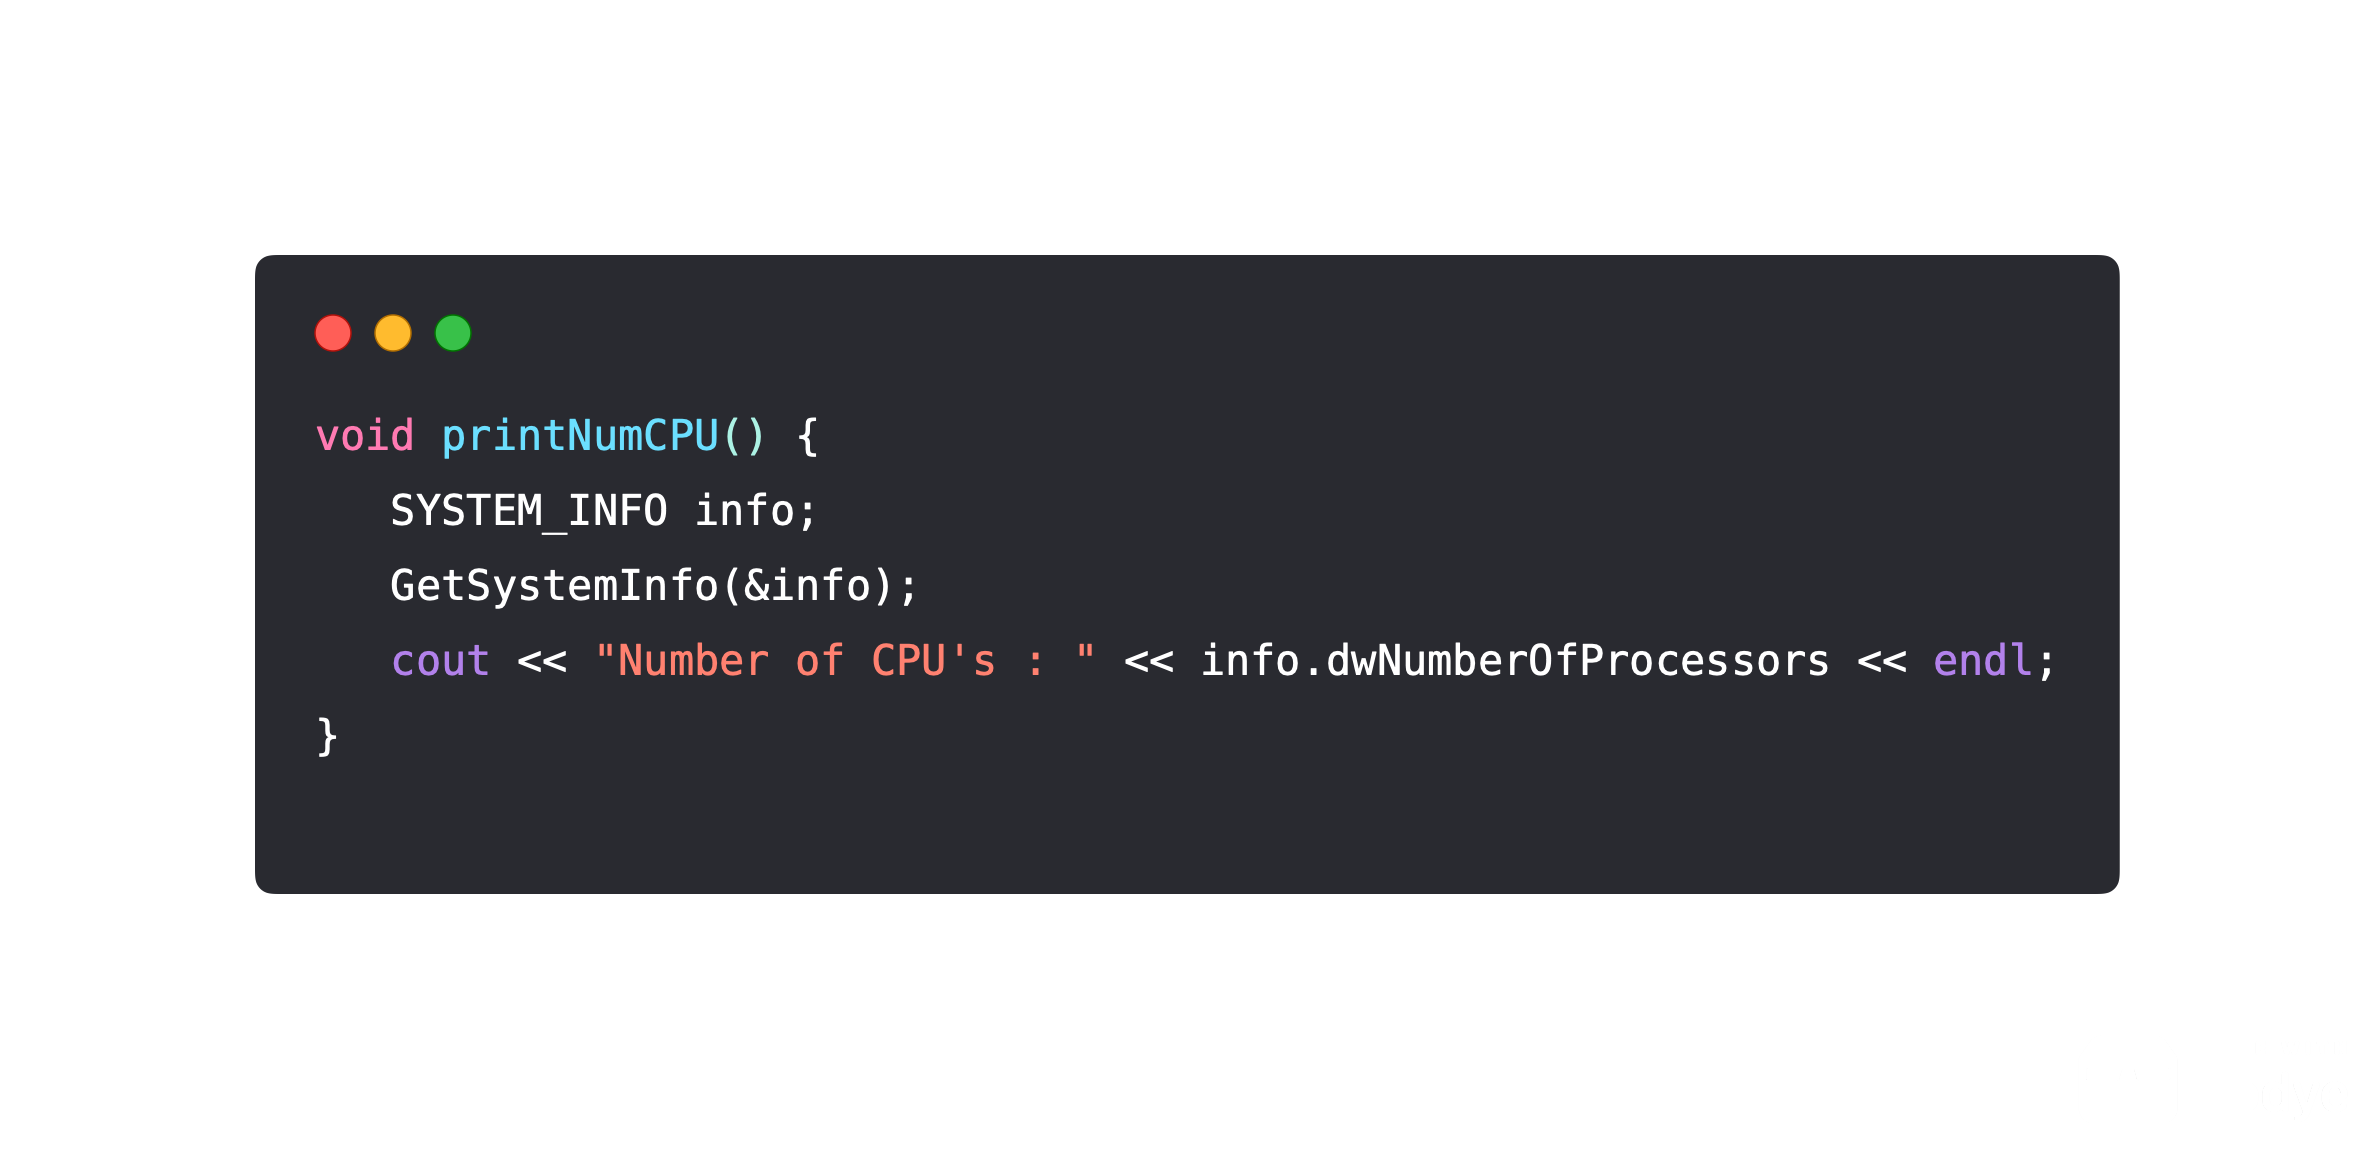 void printNumCPU() {
   SYSTEM_INFO info;
   GetSystemInfo(&info);
   cout << "Number of CPU's : " << info.dwNumberOfProcessors << endl;
}